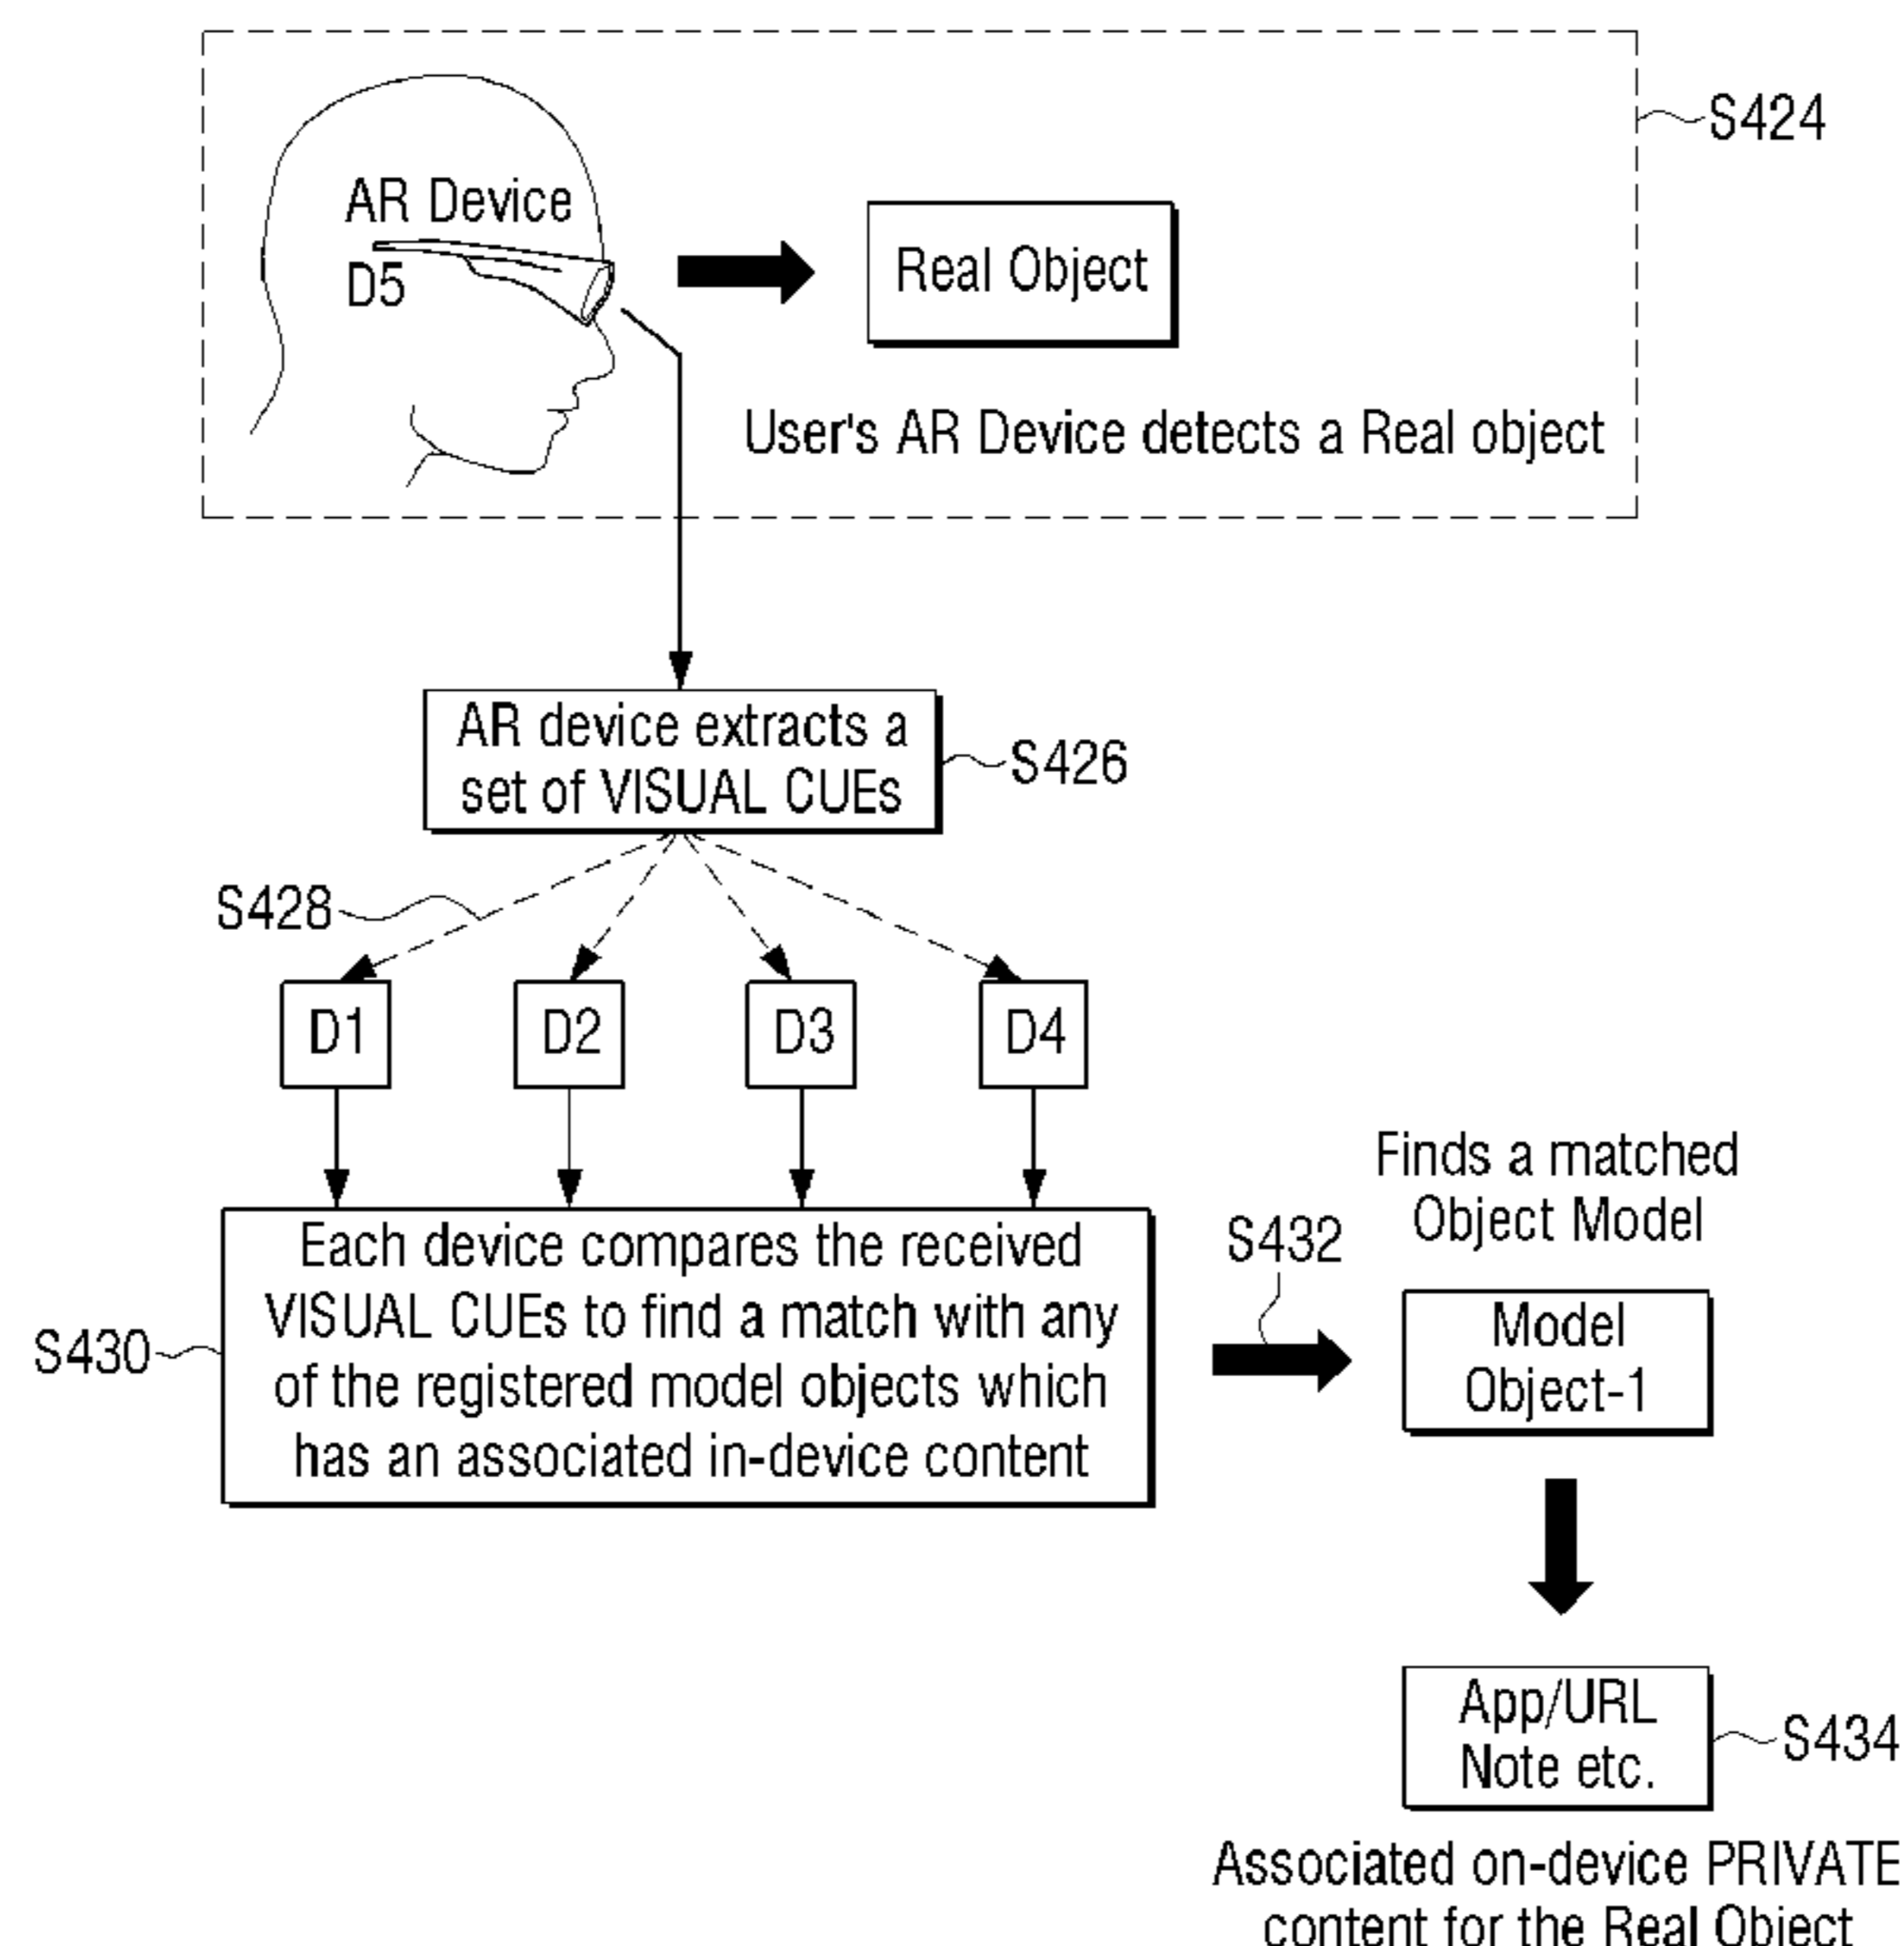 S424
AR Device
D5
Real Object
User's AR Device detects a Real object
AR device extracts a
set of VISUAL CUEs
S426
S428
D1
D2
D3
D4
Each device compares the received
VISUAL CUEs to find a match with any
of the registered model objects which
has an associated in-device content
S430
S432
Finds a matched
Object Model
Model
Object-1
App/URL
Note etc.
S434
Associated on-device PRIVATE
content for the Real Object